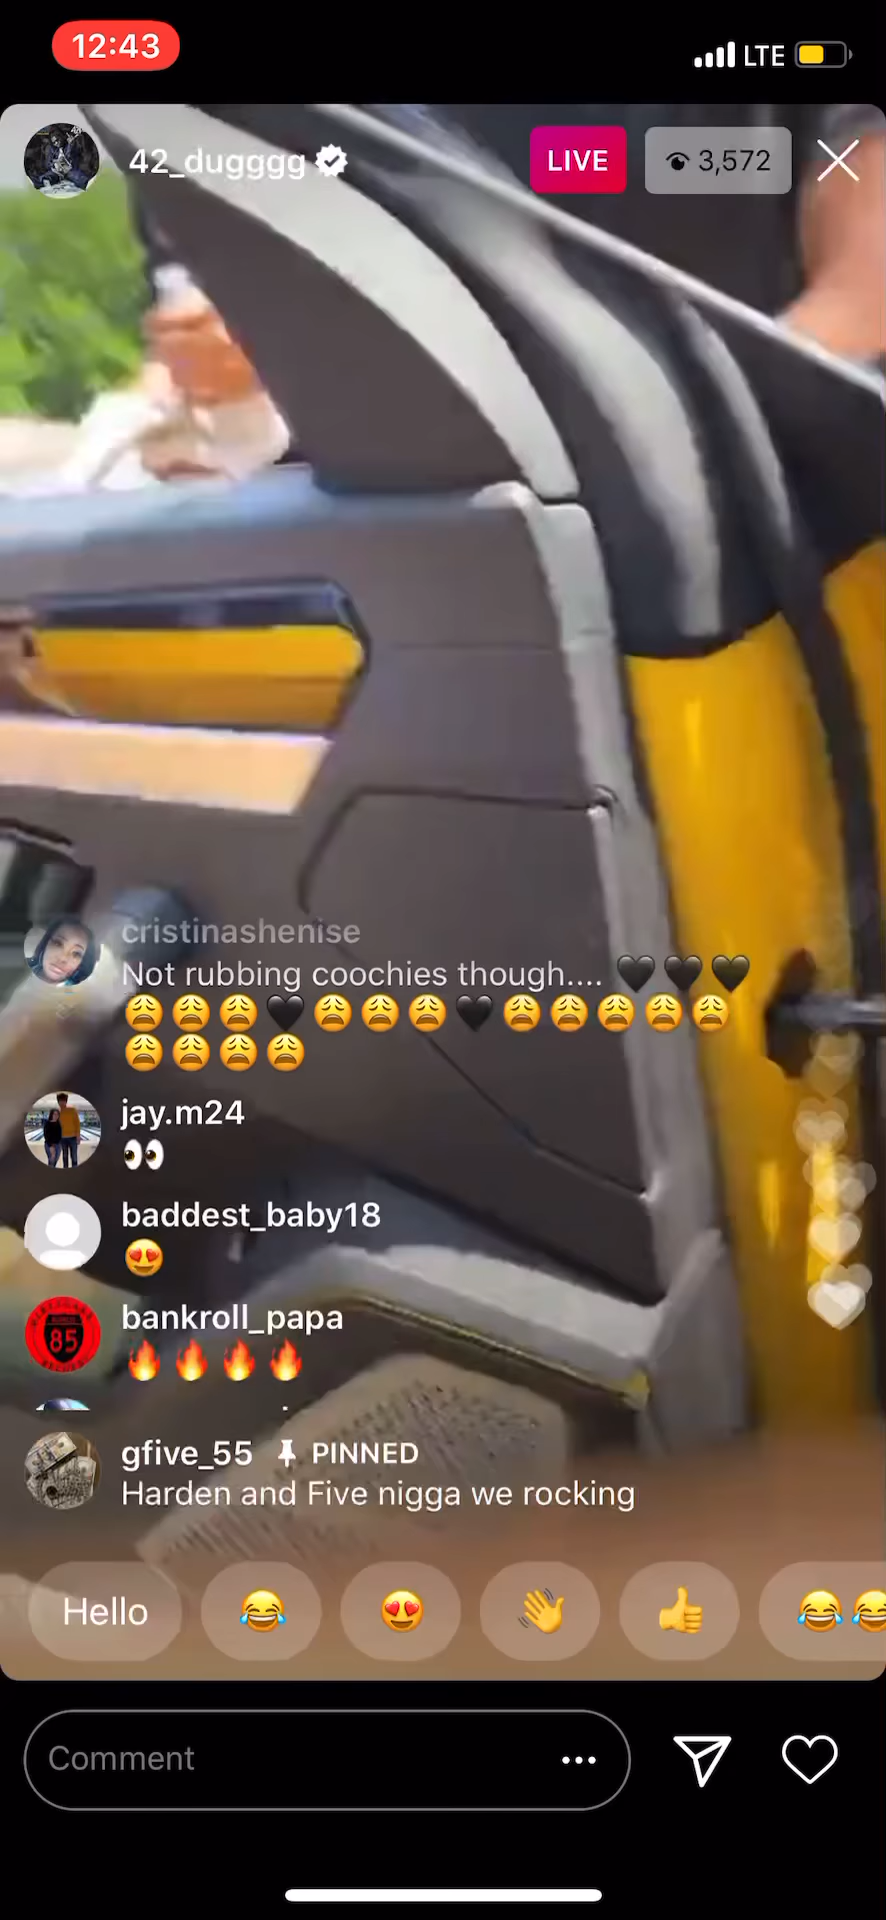 12:43
LTE
42_dugggg
LIVE
3,572
cristinashenise
Not rubbing coochies though.... 🖤🖤🖤
😩😩😩🖤😩😩😩🖤😩😩😩😩😩
😩😩😩😩
jay.m24
👀
baddest_baby18
😍
bankroll_papa
🔥🔥🔥🔥
85
gfive_55 📌 PINNED
Harden and Five nigga we rocking
Hello 😂 😍 👋 👍 😂😂
Comment